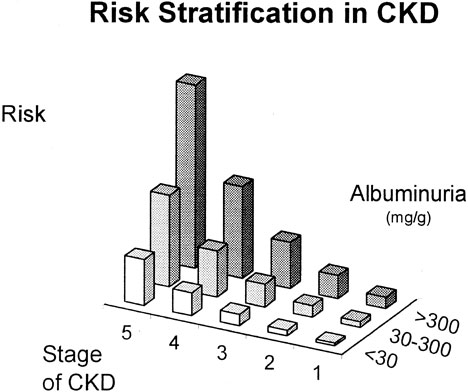 Risk Stratification in CKD
Risk
Albuminuria
(mg/g)
>300
30-300
<30
5 4 3 2 1
Stage
of CKD